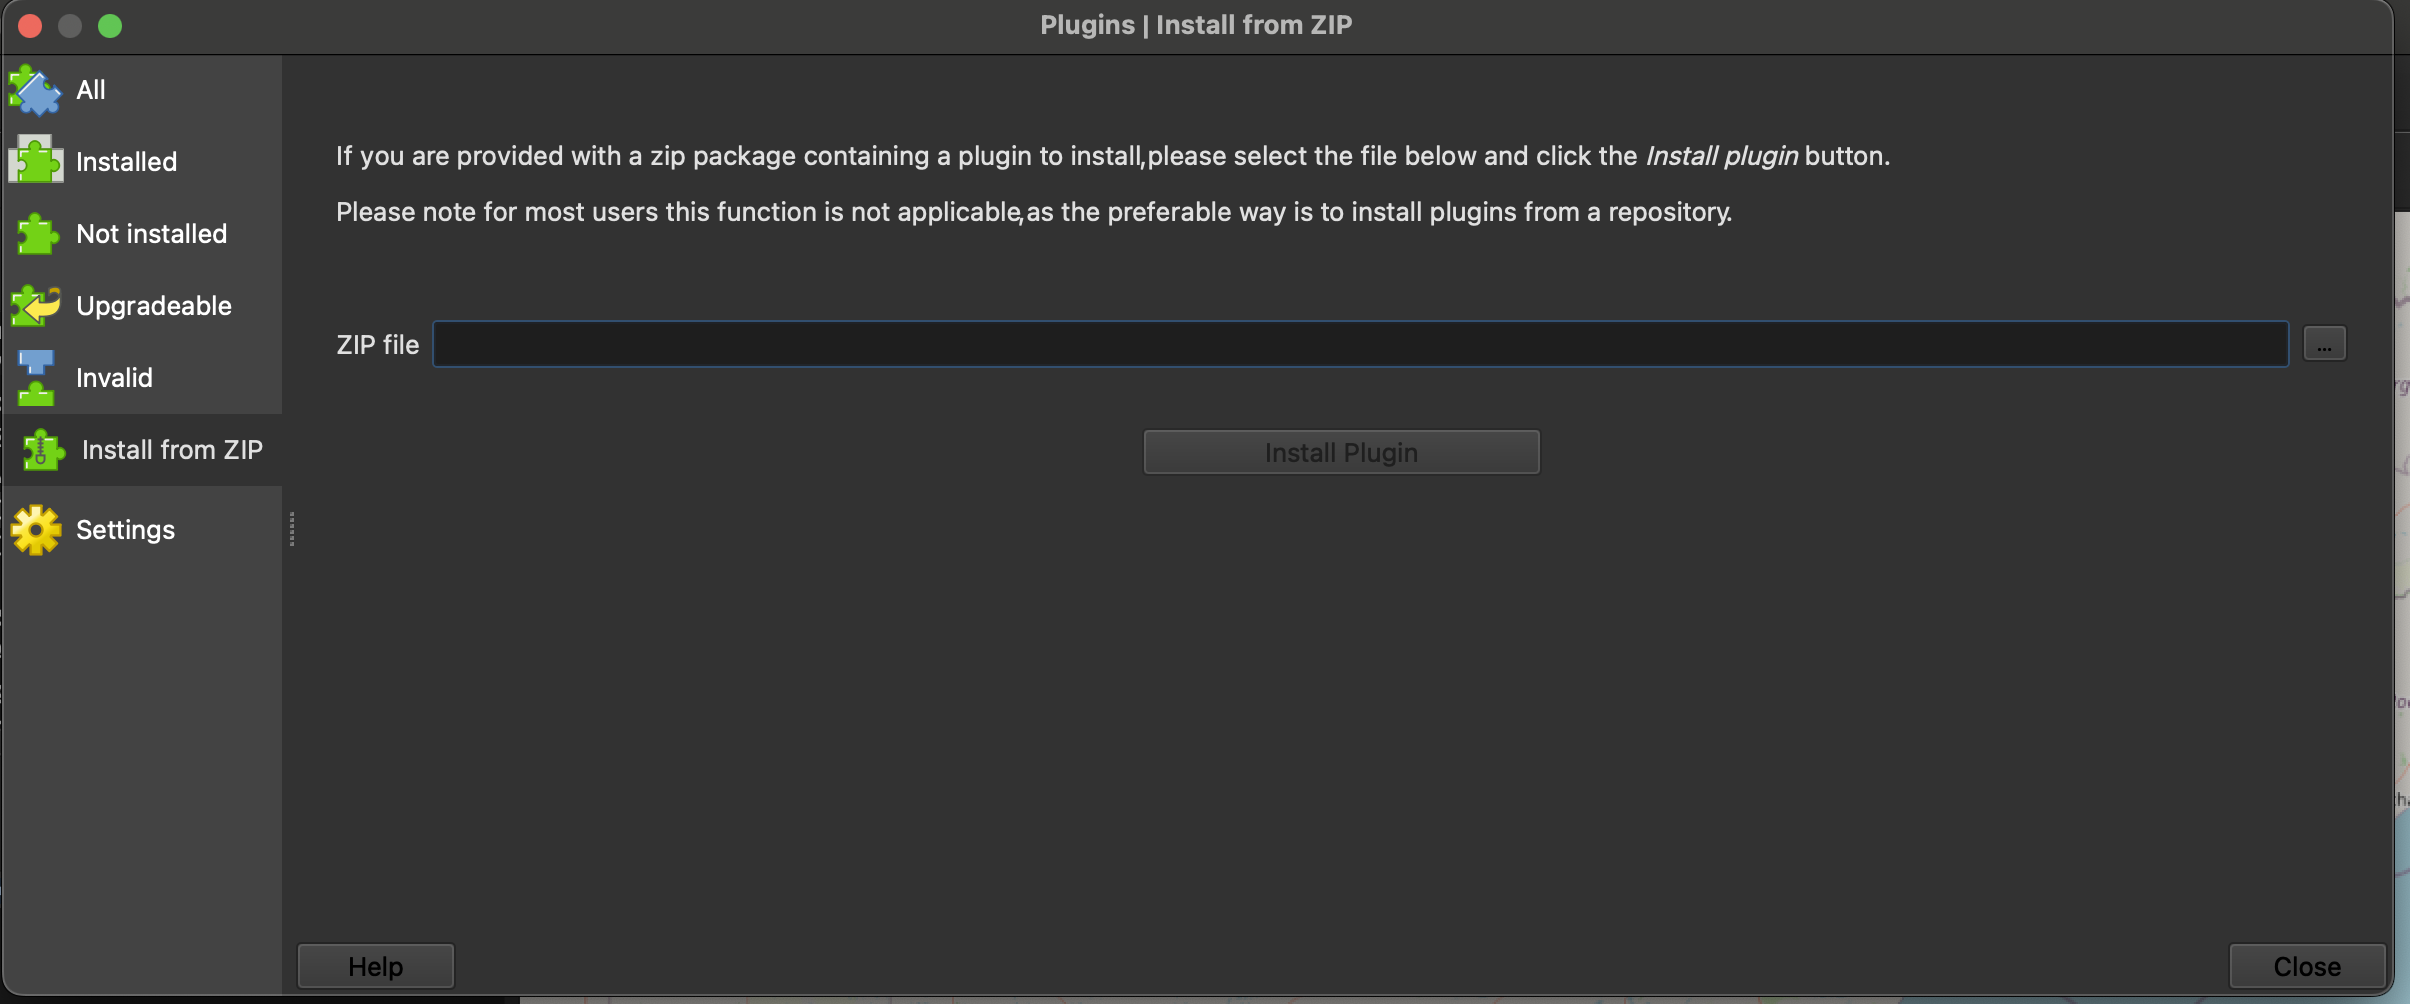 Plugins | Install from ZIP
All
Installed
Not installed
Upgradeable
Invalid
Install from ZIP
Settings
If you are provided with a zip package containing a plugin to install,please select the file below and click the Install plugin button.
Please note for most users this function is not applicable,as the preferable way is to install plugins from a repository.
ZIP file
...
Install Plugin
Help
Close